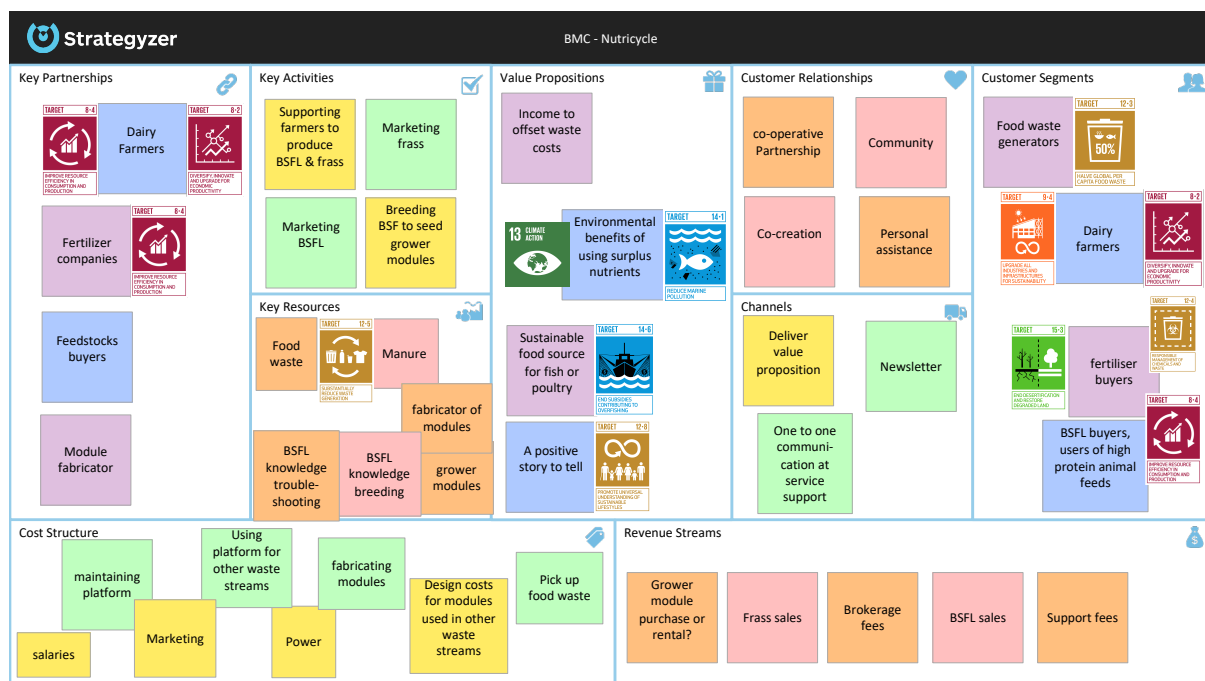 Strategyzer
BMC - Nutricycle
Key Partnerships
TARGET 8-4
IMPROVE RESOURCE
EFFICIENCY IN
CONSUMPTION AND
PRODUCTION
Dairy
Farmers
TARGET 8-2
DIVERSIFY, INNOVATE
AND UPGRADE FOR
ECONOMIC
PRODUCTIVITY
Fertilizer
companies
TARGET 8-4
IMPROVE RESOURCE
EFFICIENCY IN
CONSUMPTION AND
PRODUCTION
Feedstocks
buyers
Module
fabricator
Key Activities
Supporting
farmers to
produce
BSFL & frass
Marketing
frass
Marketing
BSFL
Breeding
BSF to seed
grower
modules
Key Resources
Food
waste
TARGET 12-5
SUBSTANTIALLY
REDUCE WASTE
GENERATION
Manure
fabricator of
modules
BSFL
knowledge
trouble-
shooting
BSFL
knowledge
breeding
grower
modules
Value Propositions
Income to
offset waste
costs
13 CLIMATE
ACTION
Environmental
benefits of
using surplus
nutrients
TARGET 14-1
REDUCE MARINE
POLLUTION
Sustainable
food source
for fish or
poultry
TARGET 14-6
END SUBSIDIES
CONTRIBUTING TO
OVERFISHING
A positive
story to tell
TARGET 12-8
PROMOTE UNIVERSAL
UNDERSTANDING OF
SUSTAINABLE
LIFESTYLES
Customer Relationships
co-operative
Partnership
Community
Co-creation
Personal
assistance
Channels
Deliver
value
proposition
Newsletter
One to one
communi-
cation at
service
support
Customer Segments
Food waste
generators
TARGET 12-3
50%
HALVE GLOBAL PER
CAPITA FOOD WASTE
TARGET 9-4
UPGRADE ALL
INDUSTRIES AND
INFRASTRUCTURES
FOR SUSTAINABILITY
Dairy
farmers
TARGET 8-2
DIVERSIFY, INNOVATE
AND UPGRADE FOR
ECONOMIC
PRODUCTIVITY
TARGET 12-4
RESPONSIBLE
MANAGEMENT OF
CHEMICALS AND
WASTE
TARGET 15-3
END DESERTIFICATION
AND RESTORE
DEGRADED LAND
fertiliser
buyers
TARGET 8-4
IMPROVE RESOURCE
EFFICIENCY IN
CONSUMPTION AND
PRODUCTION
BSFL buyers,
users of high
protein animal
feeds
Cost Structure
maintaining
platform
Using
platform for
other waste
streams
fabricating
modules
Design costs
for modules
used in other
waste
streams
Pick up
food waste
salaries
Marketing
Power
Revenue Streams
$
Grower
module
purchase or
rental?
Frass sales
Brokerage
fees
BSFL sales
Support fees